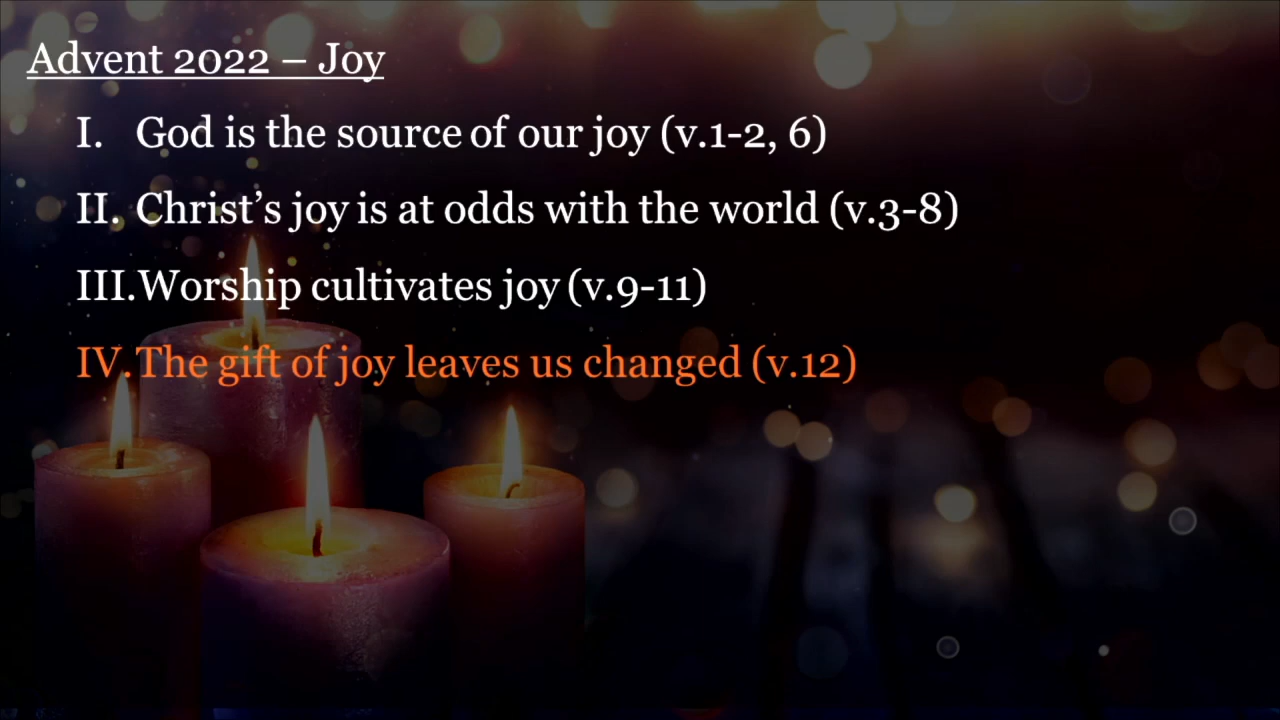 Advent 2022 – Joy
I. God is the source of our joy (v.1-2, 6)
II. Christ’s joy is at odds with the world (v.3-8)
III.Worship cultivates joy (v.9-11)
IV.The gift of joy leaves us changed (v.12)